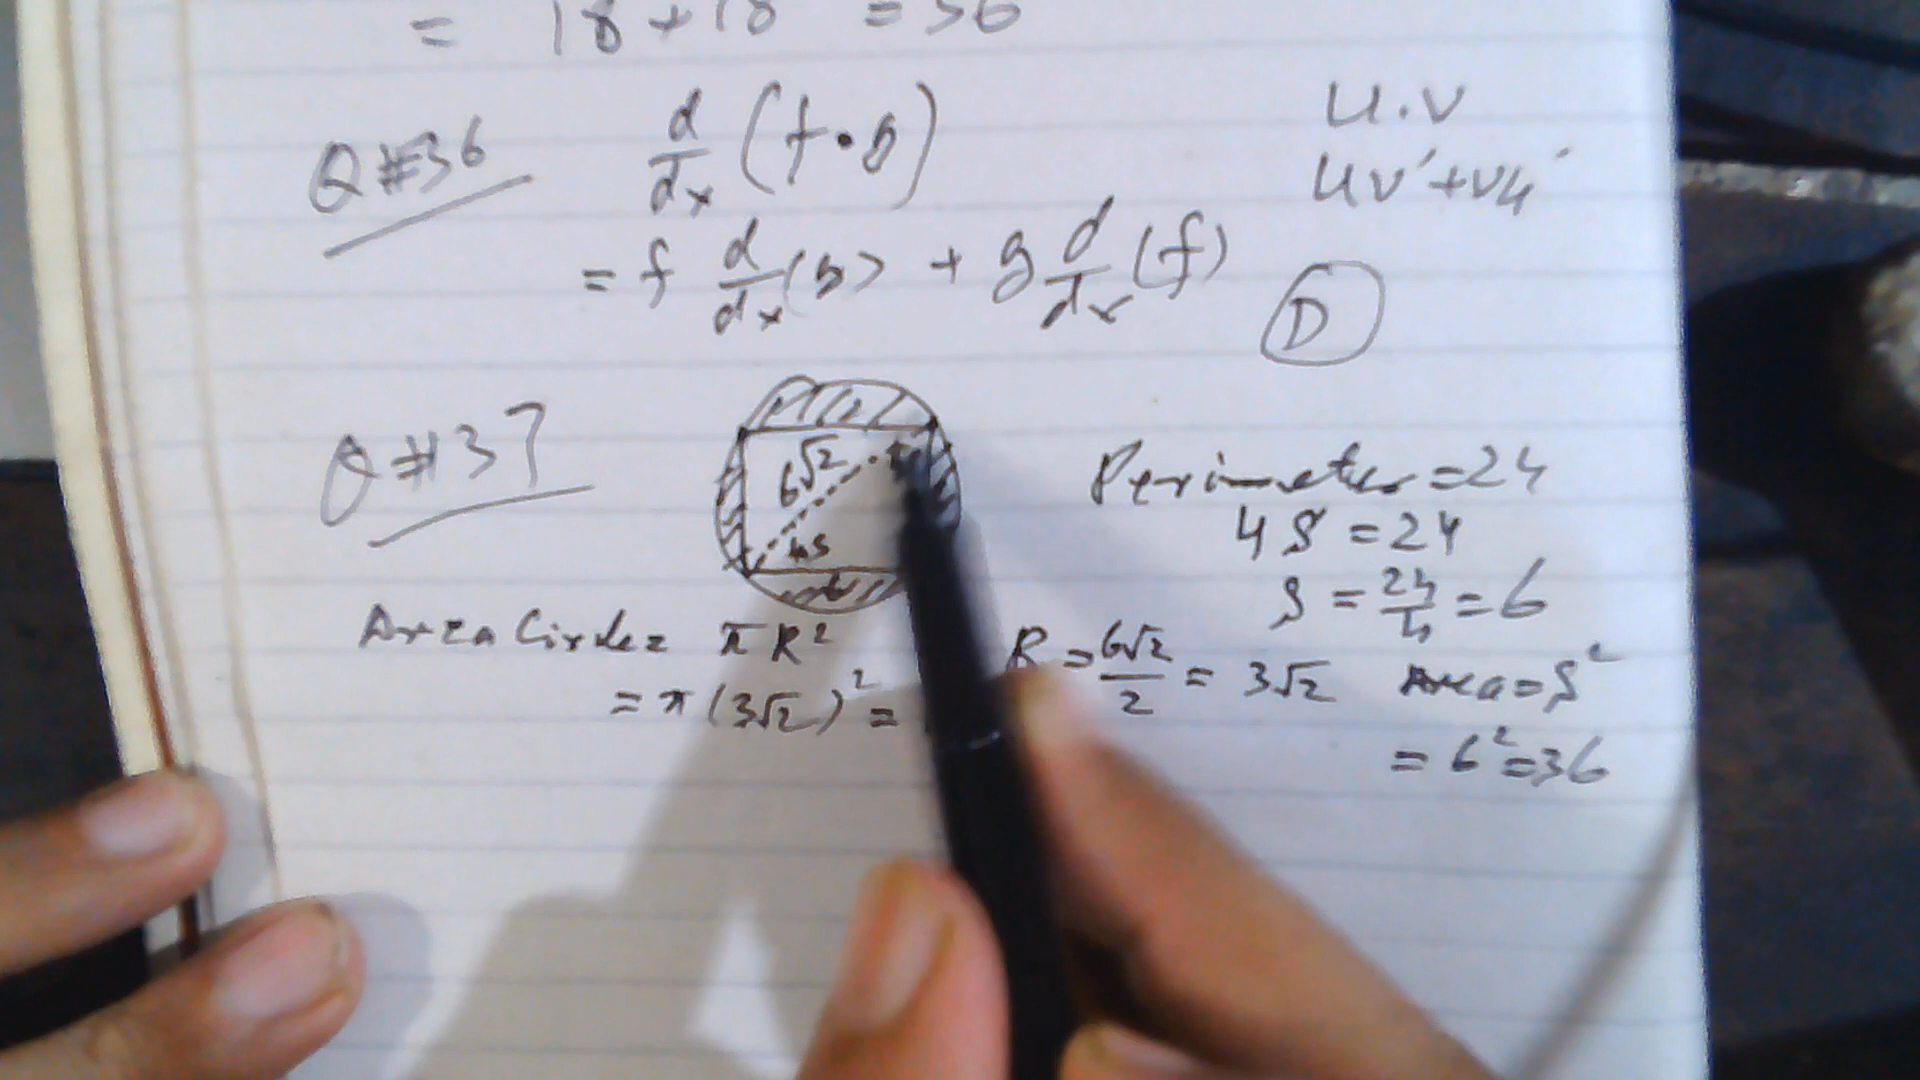 = 18 + 18 = 36
Q#36 d/dx (f • g)
U.V
UV' + VU'
= f d/dx (g) + g d/dx (f)
D
Q#37
6√2
45
Perimeter = 24
4S = 24
S = 24/4 = 6
Area Circle = πR²
R = 6√2/2 = 3√2
Area = S²
= π(3√2)² =
= 6² = 36